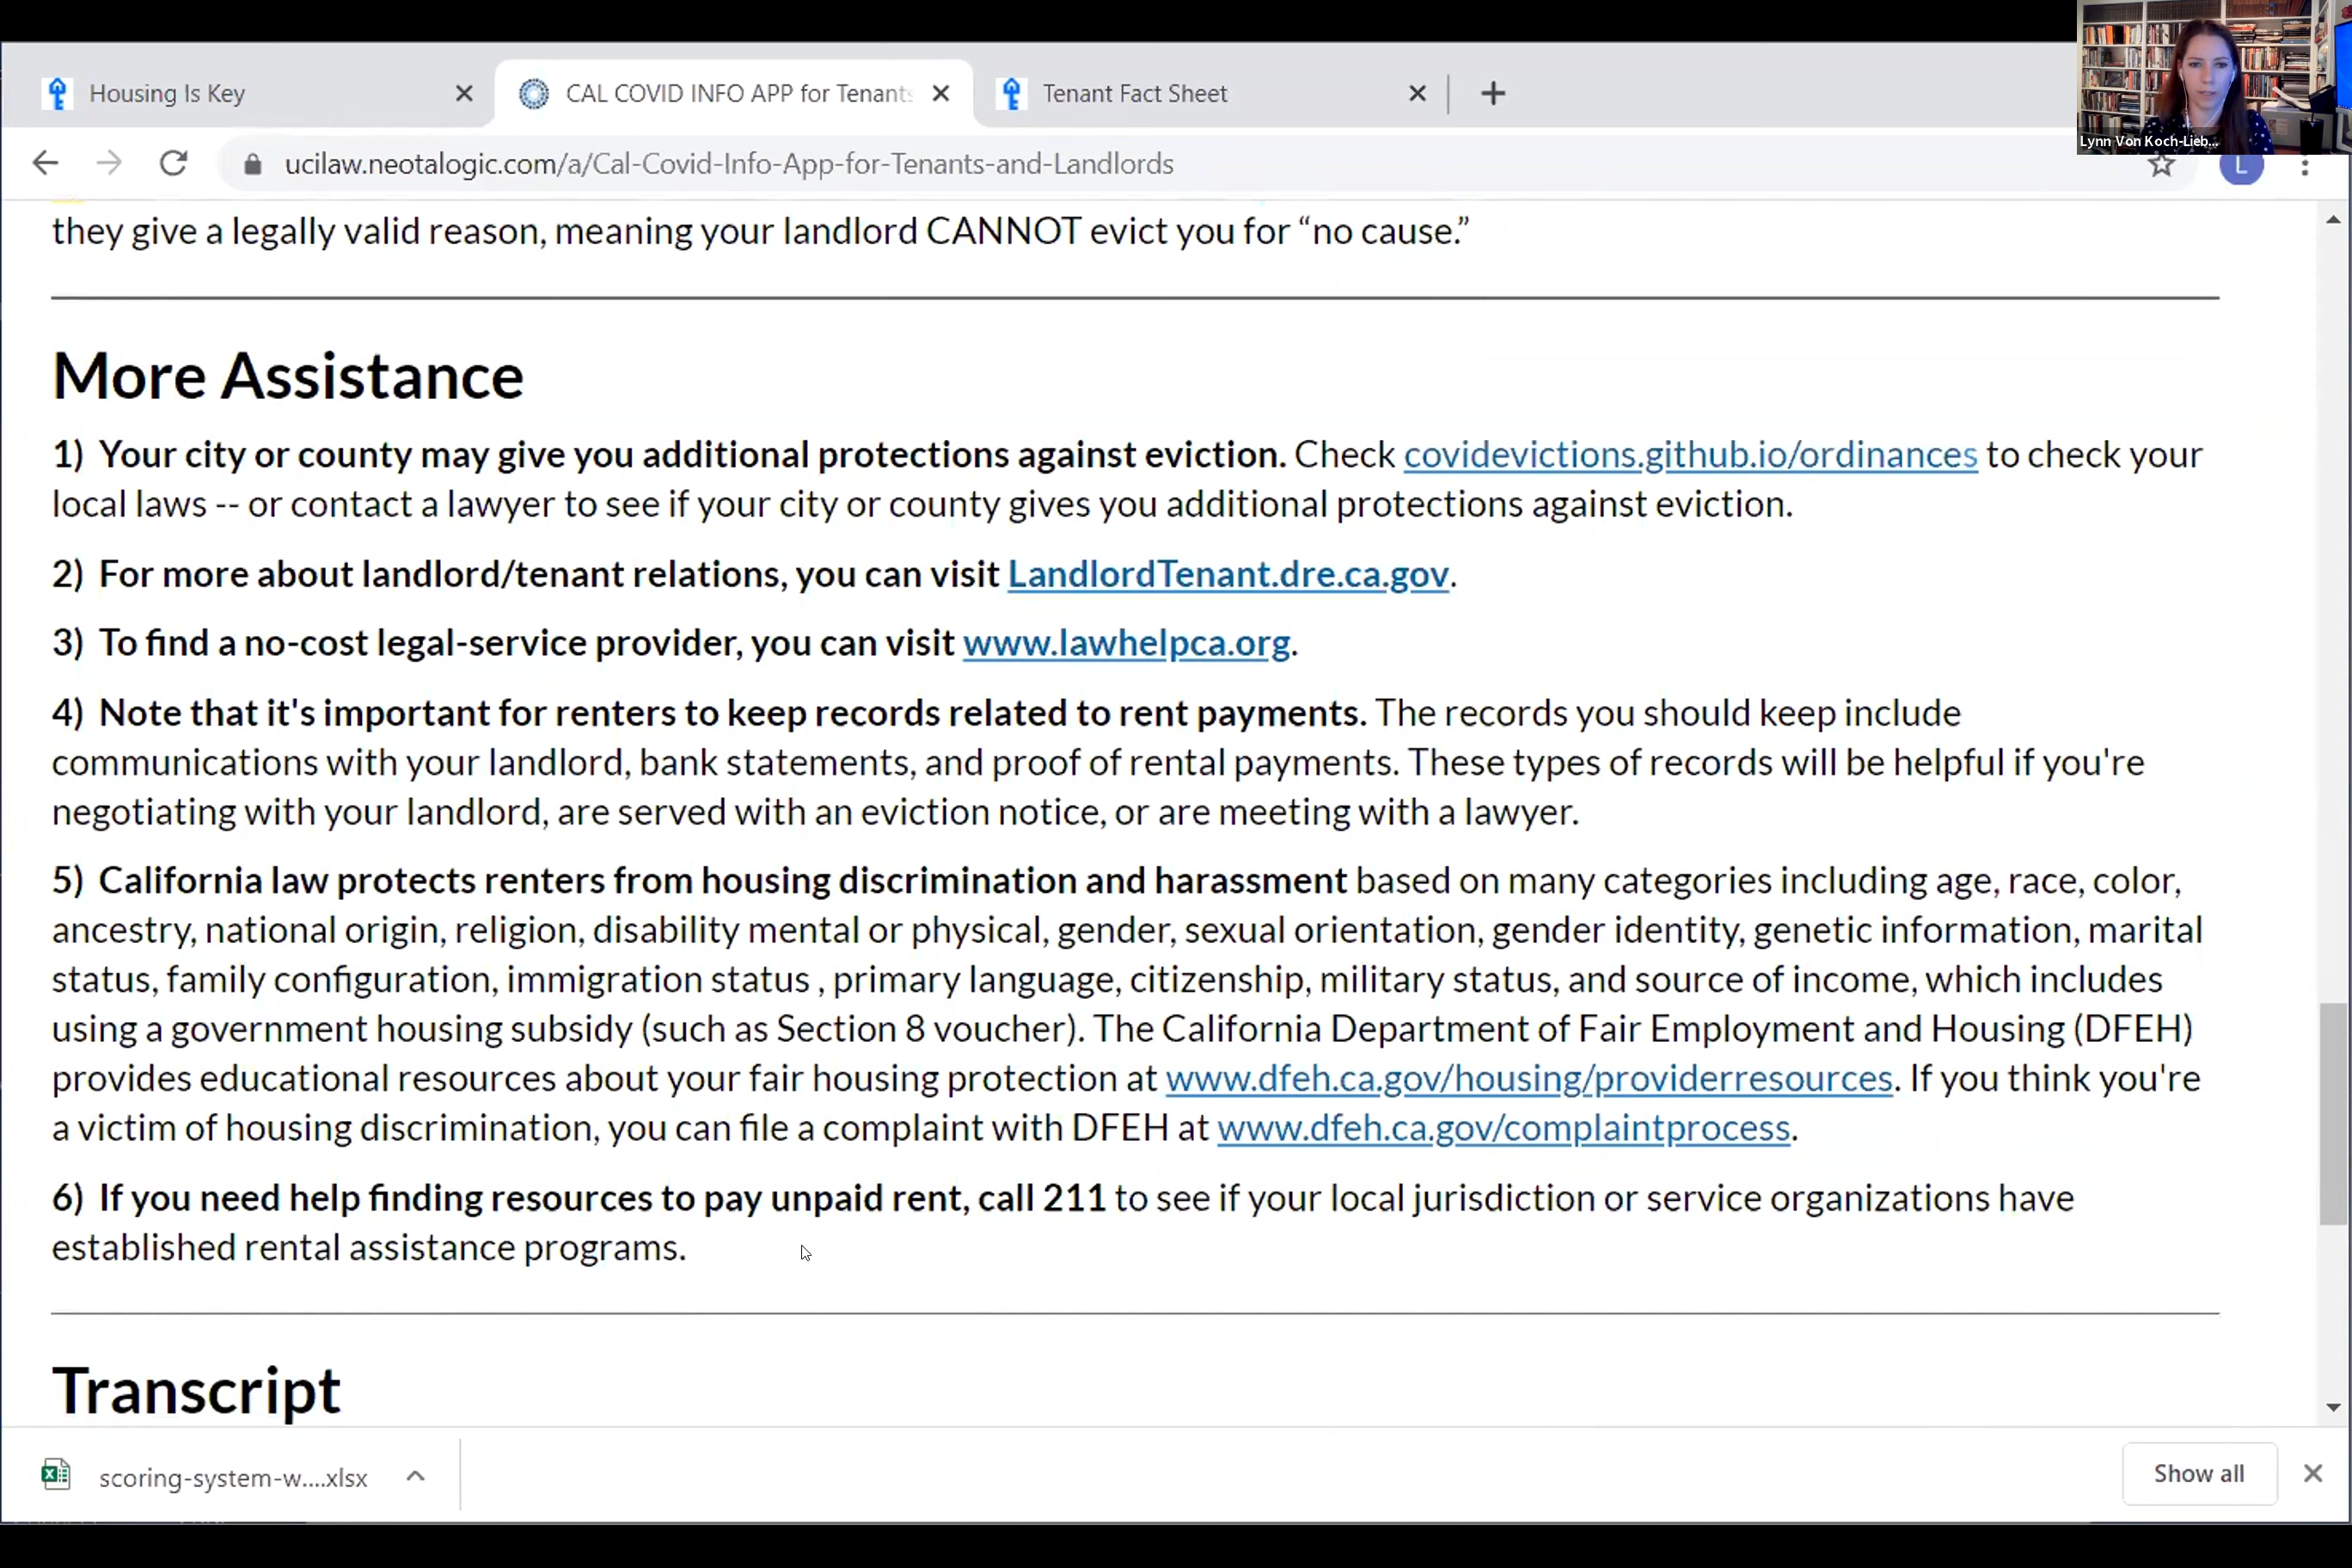 Housing Is Key
CAL COVID INFO APP for Tenants
Tenant Fact Sheet
Lynn Von Koch-Lieb...
ucilaw.neotalogic.com/a/Cal-Covid-Info-App-for-Tenants-and-Landlords
L
they give a legally valid reason, meaning your landlord CANNOT evict you for “no cause.”
More Assistance
1) Your city or county may give you additional protections against eviction. Check covidevictions.github.io/ordinances to check your
local laws -- or contact a lawyer to see if your city or county gives you additional protections against eviction.
2) For more about landlord/tenant relations, you can visit LandlordTenant.dre.ca.gov.
3) To find a no-cost legal-service provider, you can visit www.lawhelpca.org.
4) Note that it's important for renters to keep records related to rent payments. The records you should keep include
communications with your landlord, bank statements, and proof of rental payments. These types of records will be helpful if you're
negotiating with your landlord, are served with an eviction notice, or are meeting with a lawyer.
5) California law protects renters from housing discrimination and harassment based on many categories including age, race, color,
ancestry, national origin, religion, disability mental or physical, gender, sexual orientation, gender identity, genetic information, marital
status, family configuration, immigration status , primary language, citizenship, military status, and source of income, which includes
using a government housing subsidy (such as Section 8 voucher). The California Department of Fair Employment and Housing (DFEH)
provides educational resources about your fair housing protection at www.dfeh.ca.gov/housing/providerresources. If you think you're
a victim of housing discrimination, you can file a complaint with DFEH at www.dfeh.ca.gov/complaintprocess.
6) If you need help finding resources to pay unpaid rent, call 211 to see if your local jurisdiction or service organizations have
established rental assistance programs.
Transcript
scoring-system-w....xlsx
Show all